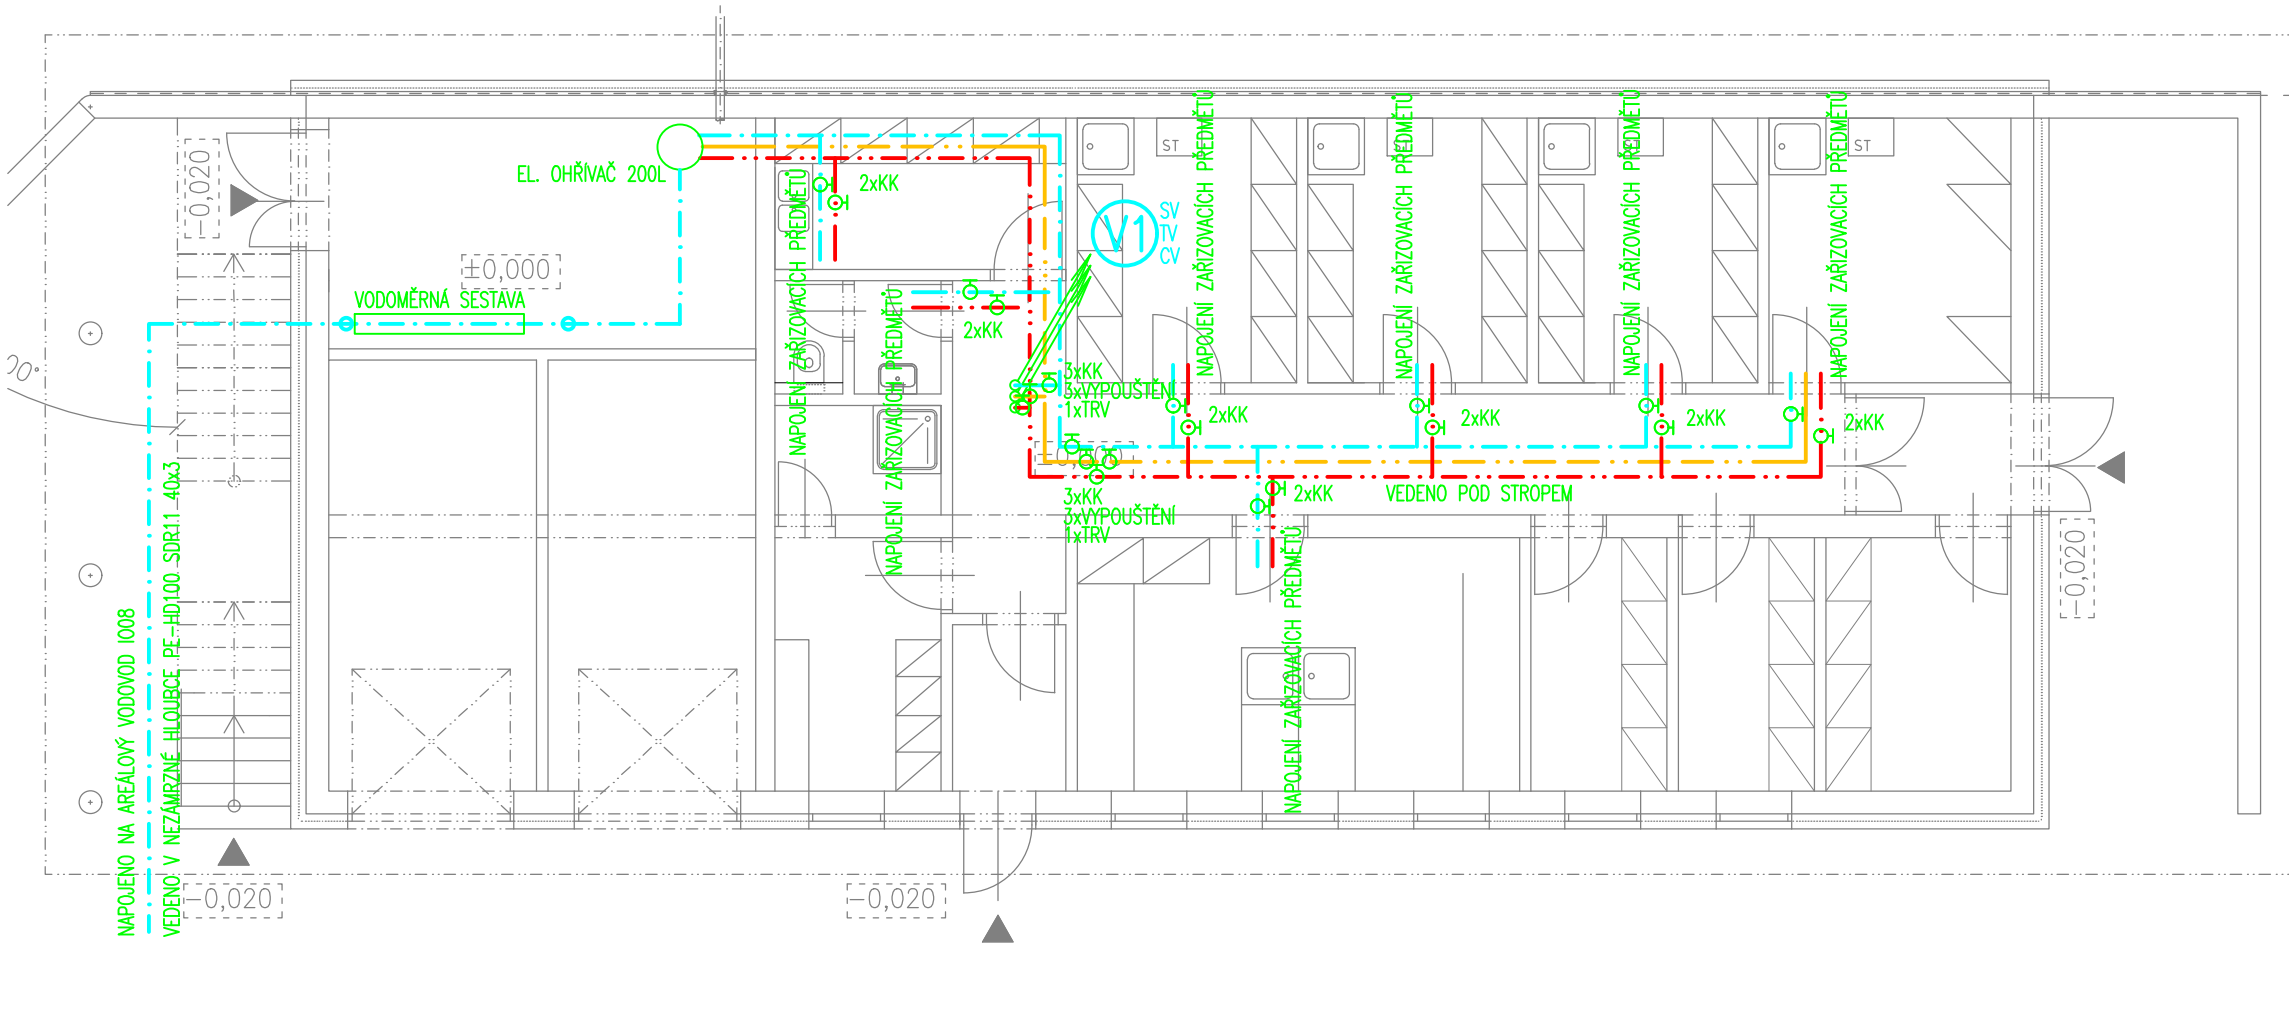 NAPOJENÍ ZAŘIZOVACÍCH PŘEDMĚTŮ
NAPOJENÍ ZAŘIZOVACÍCH PŘEDMĚTŮ
NAPOJENÍ ZAŘIZOVACÍCH PŘEDMĚTŮ
NAPOJENÍ ZAŘIZOVACÍCH PŘEDMĚTŮ
ST
ST
ST
ST
-0,020
EL. OHŘÍVAČ 200L
2xKK
NAPOJENÍ ZAŘIZOVACÍCH PŘEDMĚTŮ
V1
SV
TV
CV
±0,000
VODOMĚRNÁ SESTAVA
NAPOJENÍ ZAŘIZOVACÍCH PŘEDMĚTŮ
2xKK
3xKK
3xVYPOUŠTĚNÍ
1xTRV
2xKK
2xKK
2xKK
2xKK
3xKK
3xVYPOUŠTĚNÍ
1xTRV
2xKK
VEDENO POD STROPEM
NAPOJENÍ ZAŘIZOVACÍCH PŘEDMĚTŮ
-0,020
NAPOJENO NA AREÁLOVÝ VODOVOD IO08
VEDENO V NEZÁMRZNÉ HLOUBCE PE-HD100 SDR11 40x3
-0,020
-0,020